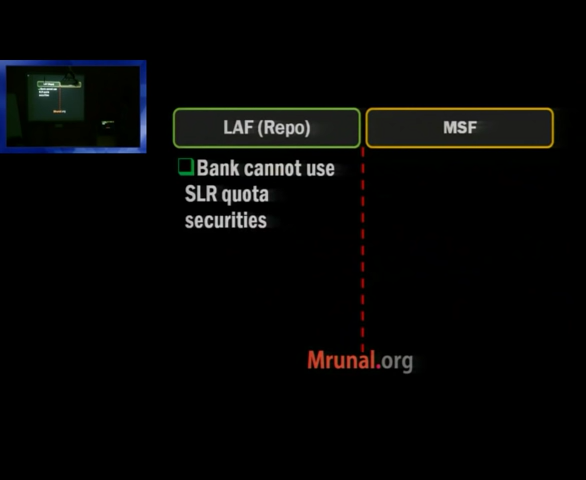 LAF (Repo)
MSF
Bank cannot use
SLR quota
securities
Mrunal.org